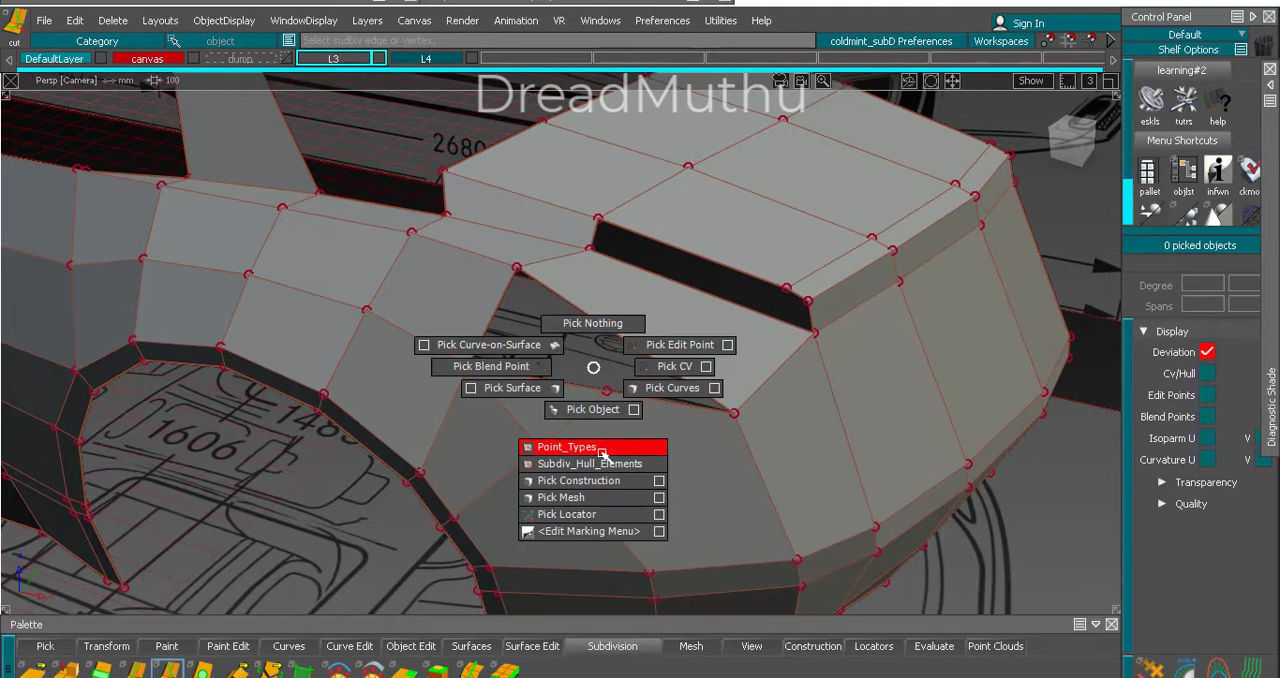 File Edit Delete Layouts ObjectDisplay WindowDisplay Layers Canvas Render Animation VR Windows Preferences Utilities Help
Sign In
Control Panel
cut
Category
object
Select subdiv edge or vertex.
coldmint_subD Preferences
Workspaces
Default
Shelf Options
DefaultLayer
canvas
dump
L3
L4
learning#2
Persp [Camera]
mm
100
Show
3
DreadMuthu
eskls tutrs help
Menu Shortcuts
2680
pallet objlst infwn ckmo
0 picked objects
Degree
Spans
Pick Nothing
Pick Curve-on-Surface
Pick Edit Point
Pick Blend Point
Pick CV
Pick Surface
Pick Curves
Pick Object
Display
Deviation
Cv/Hull
Edit Points
Blend Points
Isoparm U
V
Curvature U
V
Transparency
Quality
Diagnostic Shade
1606
Point_Types
Subdiv_Hull_Elements
Pick Construction
Pick Mesh
Pick Locator
<Edit Marking Menu>
Palette
Pick Transform Paint Paint Edit Curves Curve Edit Object Edit Surfaces Surface Edit Subdivision Mesh View Construction Locators Evaluate Point Clouds